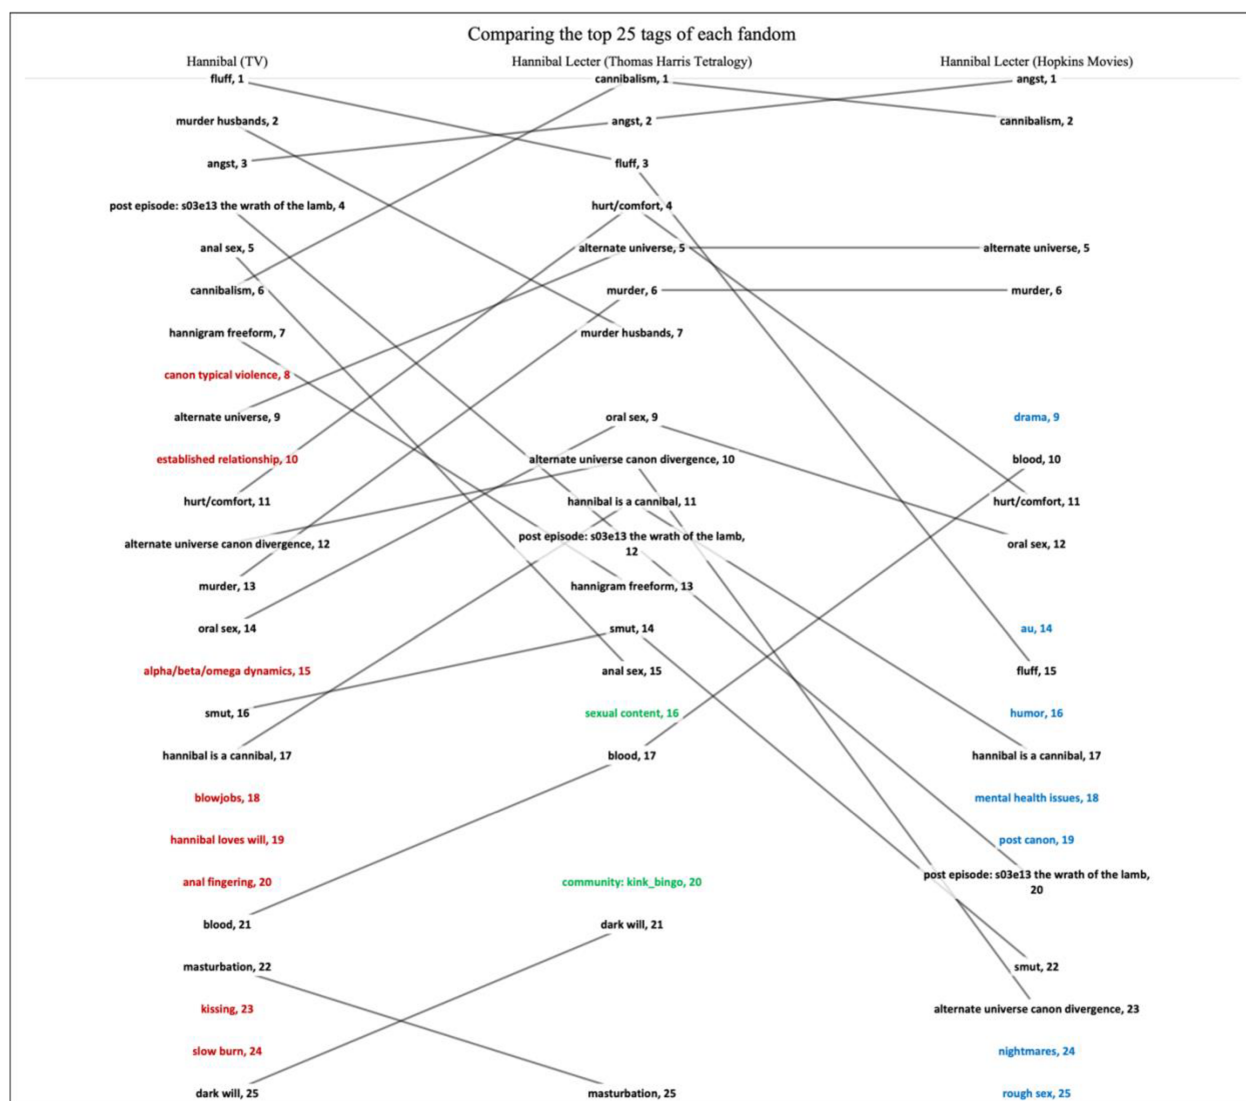 Comparing the top 25 tags of each fandom
Hannibal (TV)
Hannibal Lecter (Thomas Harris Tetralogy)
Hannibal Lecter (Hopkins Movies)
fluff, 1
cannibalism, 1
angst, 1
murder husbands, 2
angst, 2
cannibalism, 2
angst, 3
fluff, 3
post episode: s03e13 the wrath of the lamb, 4
hurt/comfort, 4
anal sex, 5
alternate universe, 5
alternate universe, 5
cannibalism, 6
murder, 6
murder, 6
hannigram freeform, 7
murder husbands, 7
canon typical violence, 8
alternate universe, 9
oral sex, 9
drama, 9
established relationship, 10
alternate universe canon divergence, 10
blood, 10
hurt/comfort, 11
hannibal is a cannibal, 11
hurt/comfort, 11
alternate universe canon divergence, 12
post episode: s03e13 the wrath of the lamb,
12
oral sex, 12
murder, 13
hannigram freeform, 13
oral sex, 14
smut, 14
au, 14
alpha/beta/omega dynamics, 15
anal sex, 15
fluff, 15
smut, 16
sexual content, 16
humor, 16
hannibal is a cannibal, 17
blood, 17
hannibal is a cannibal, 17
blowjobs, 18
mental health issues, 18
hannibal loves will, 19
post canon, 19
anal fingering, 20
community: kink_bingo, 20
post episode: s03e13 the wrath of the lamb,
20
blood, 21
dark will, 21
masturbation, 22
smut, 22
kissing, 23
alternate universe canon divergence, 23
slow burn, 24
nightmares, 24
dark will, 25
masturbation, 25
rough sex, 25